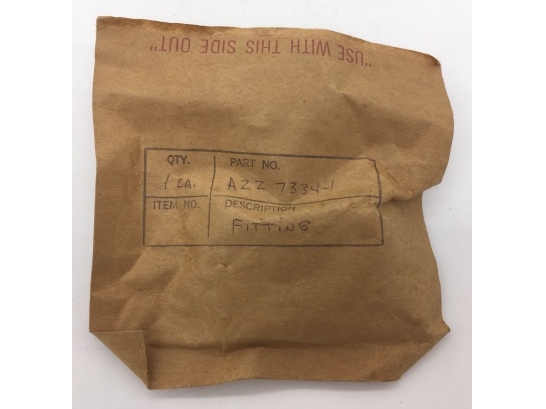 "USE WITH THIS SIDE OUT"
QTY. PART NO.
1 EA. AZZ 7334-1
ITEM NO. DESCRIPTION
FITTING